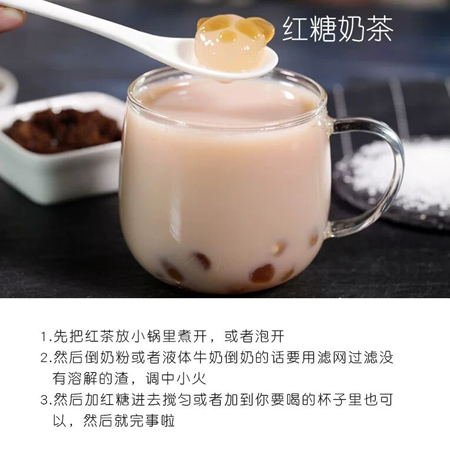 红糖奶茶
1.先把红茶放小锅里煮开，或者泡开
2.然后倒奶粉或者液体牛奶倒奶的话要用滤网过滤没
有溶解的渣，调中小火
3.然后加红糖进去搅匀或者加到你要喝的杯子里也可
以，然后就完事啦